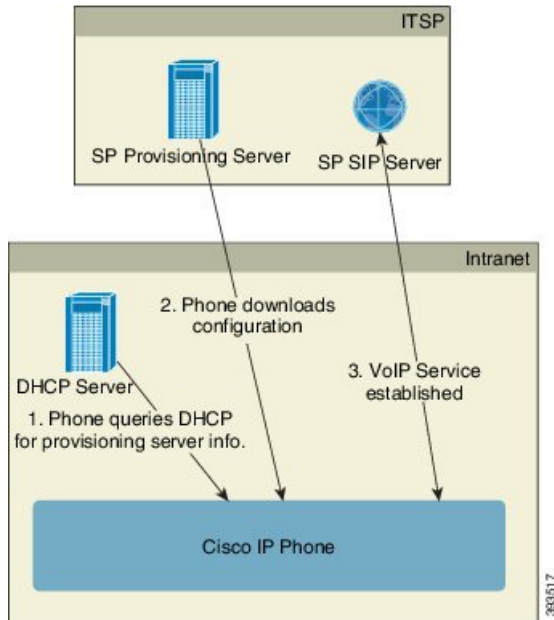 ITSP
SP Provisioning Server
SP SIP Server
Intranet
2. Phone downloads
configuration
DHCP Server
3. VoIP Service
established
1. Phone queries DHCP
for provisioning server info.
Cisco IP Phone
393517